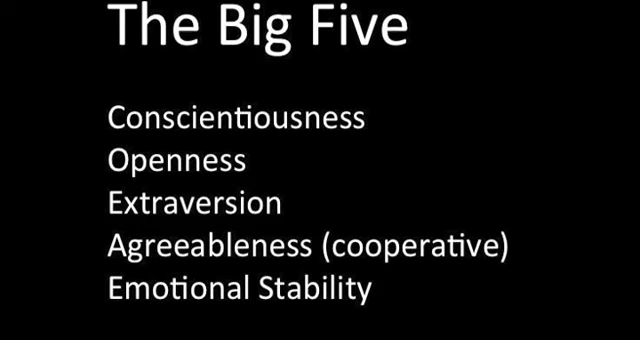 The Big Five
Conscientiousness
Openness
Extraversion
Agreeableness (cooperative)
Emotional Stability